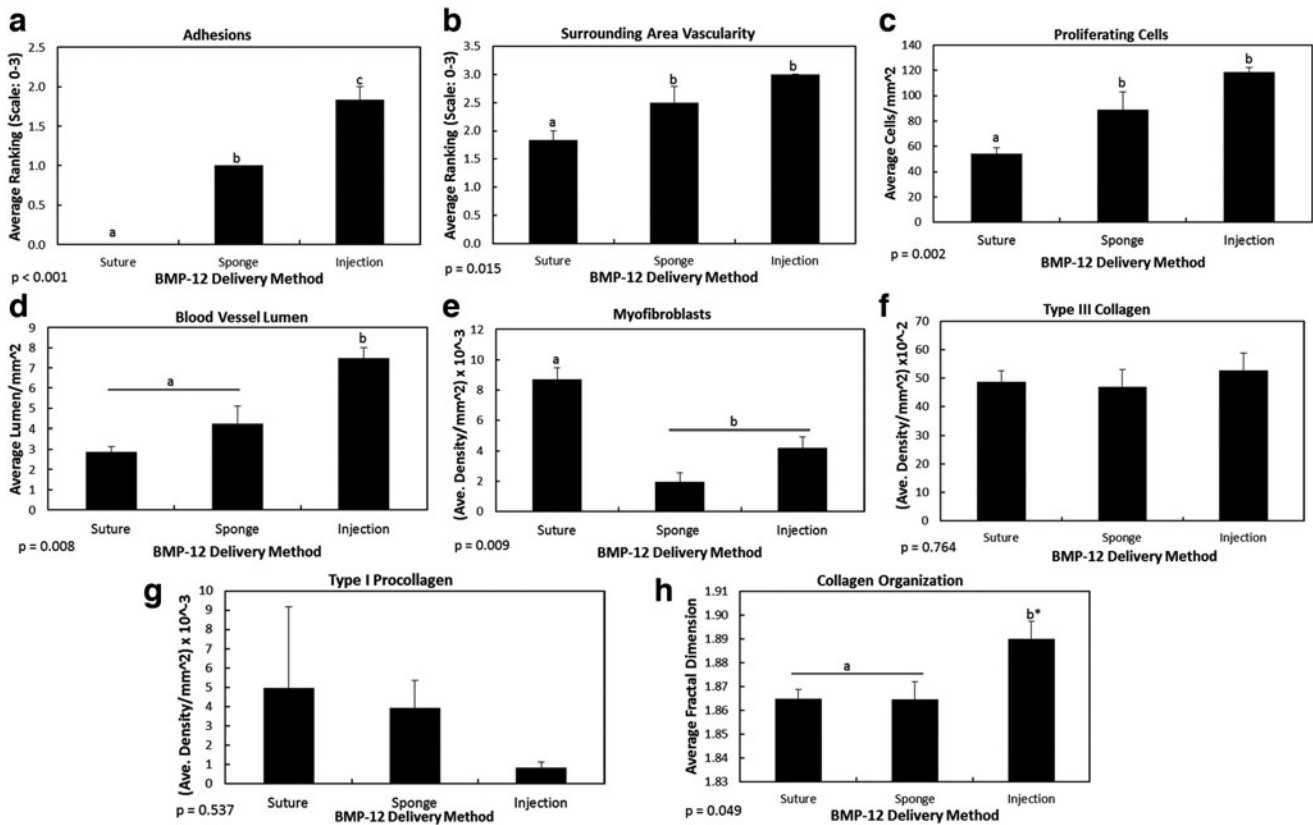 a
Adhesions
Average Ranking (Scale: 0-3)
2.5
2.0
1.5
1.0
0.5
0.0
a
b
c
Suture Sponge Injection
p < 0.001
BMP-12 Delivery Method
b
Surrounding Area Vascularity
Average Ranking (Scale: 0-3)
3.5
3.0
2.5
2.0
1.5
1.0
0.5
0.0
a
b
b
Suture Sponge Injection
p = 0.015
BMP-12 Delivery Method
c
Proliferating Cells
Average Cells/mm^2
140
120
100
80
60
40
20
0
a
b
b
Suture Sponge Injection
p = 0.002
BMP-12 Delivery Method
d
Blood Vessel Lumen
Average Lumen/mm^2
9
8
7
6
5
4
3
2
1
0
a
b
Suture Sponge Injection
p = 0.008
BMP-12 Delivery Method
e
Myofibroblasts
(Ave. Density/mm^2) x 10^-3
12
10
8
6
4
2
0
a
b
Suture Sponge Injection
p = 0.009
BMP-12 Delivery Method
f
Type III Collagen
(Ave. Density/mm^2) x10^-2
60
50
40
30
20
10
0
Suture Sponge Injection
p = 0.764
BMP-12 Delivery Method
g
Type I Procollagen
(Ave. Density/mm^2) x 10^-3
10
9
8
7
6
5
4
3
2
1
0
Suture Sponge Injection
p = 0.537
BMP-12 Delivery Method
h
Collagen Organization
Average Fractal Dimension
1.91
1.90
1.89
1.88
1.87
1.86
1.85
1.84
1.83
a
b*
Suture Sponge Injection
p = 0.049
BMP-12 Delivery Method